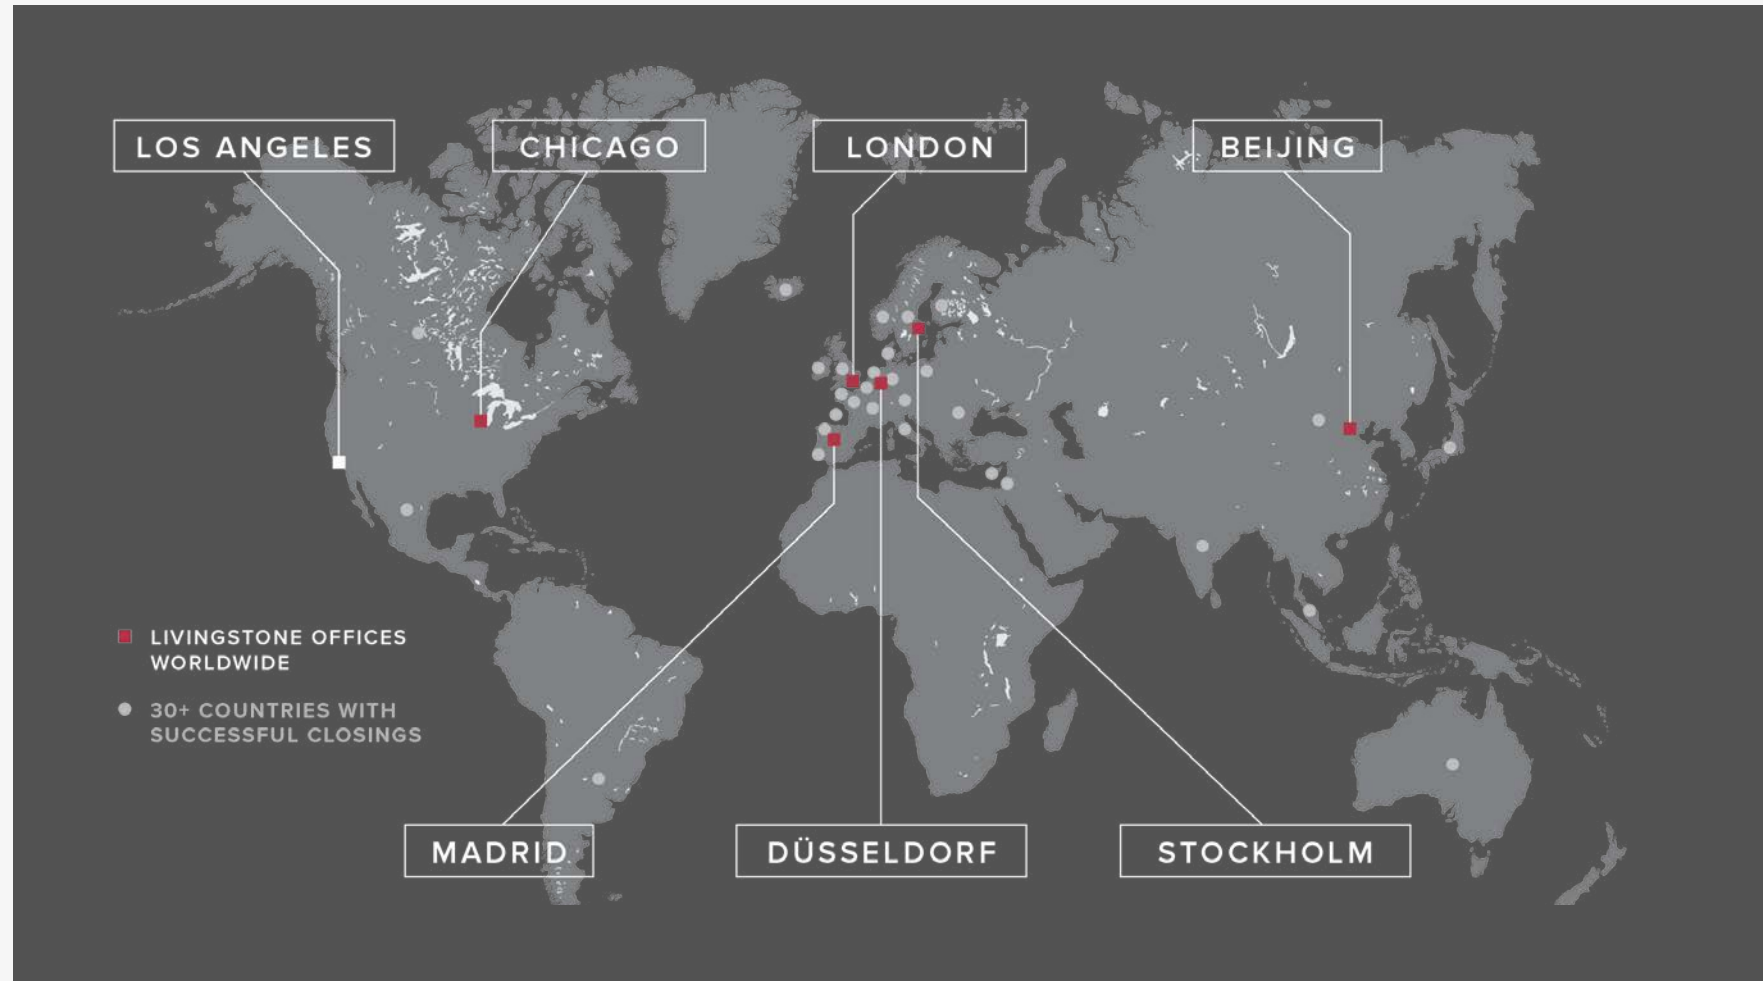 LOS ANGELES
CHICAGO
LONDON
BEIJING
LIVINGSTONE OFFICES
WORLDWIDE
30+ COUNTRIES WITH
SUCCESSFUL CLOSINGS
MADRID
DÜSSELDORF
STOCKHOLM